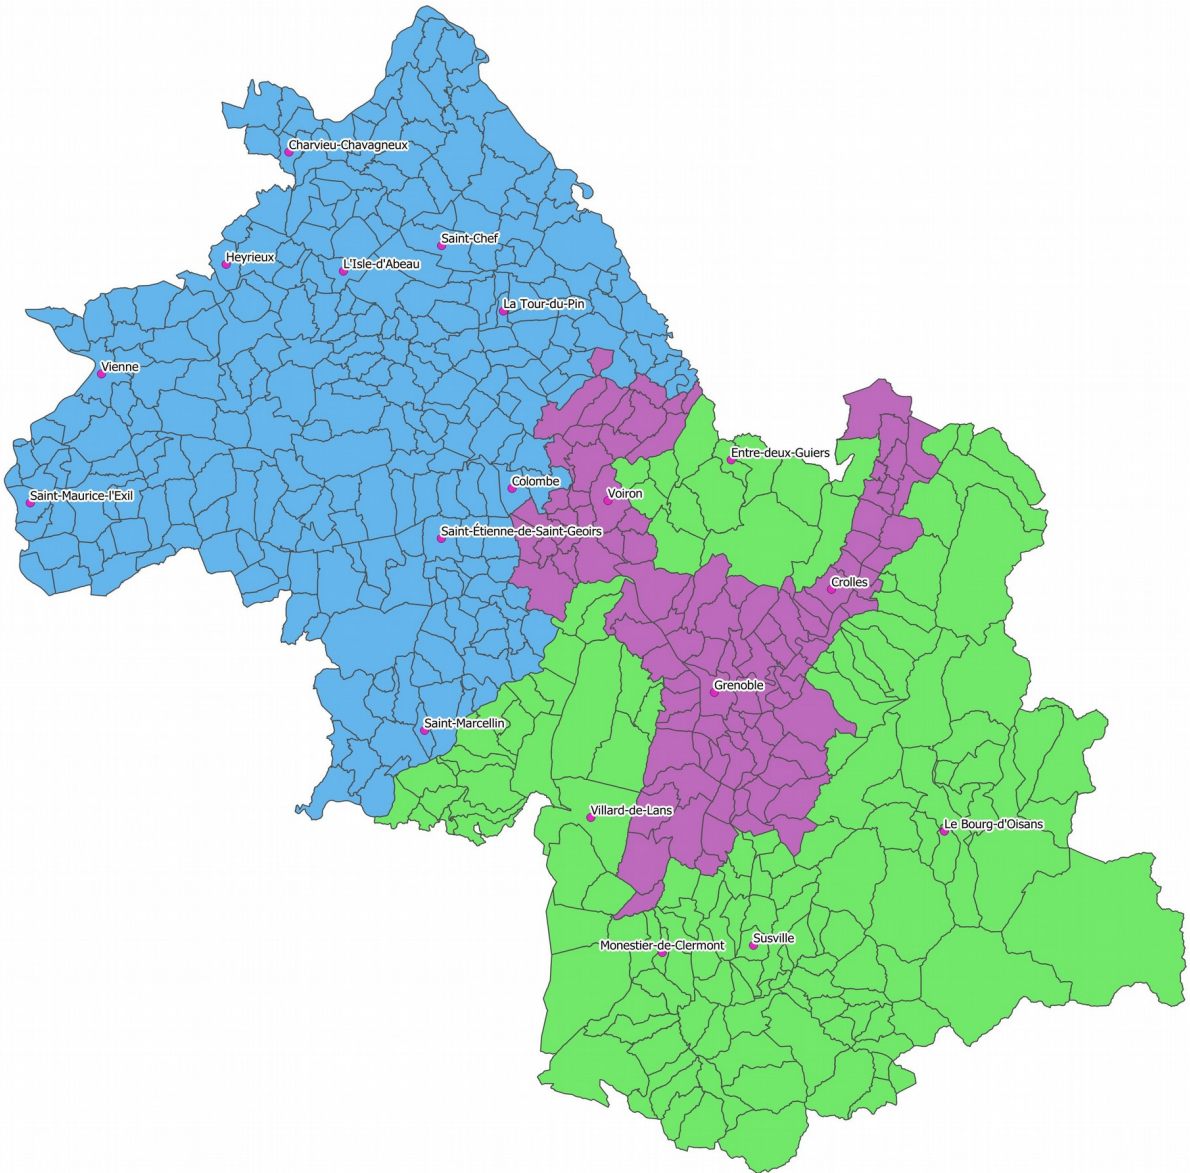 Charvieu-Chavagneux
Saint-Chef
Heyrieux
L'Isle-d'Abeau
La Tour-du-Pin
Vienne
Entre-deux-Guiers
Colombe
Voiron
Saint-Maurice-l'Exil
Saint-Étienne-de-Saint-Geoirs
Crolles
Grenoble
Saint-Marcellin
Villard-de-Lans
Le Bourg-d'Oisans
Monestier-de-Clermont
Susville